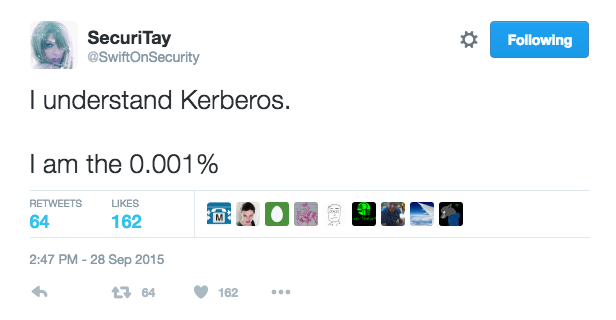 SecuriTay
@SwiftOnSecurity
Following
I understand Kerberos.
I am the 0.001%
RETWEETS LIKES
64 162
M
2:47 PM - 28 Sep 2015
64 162